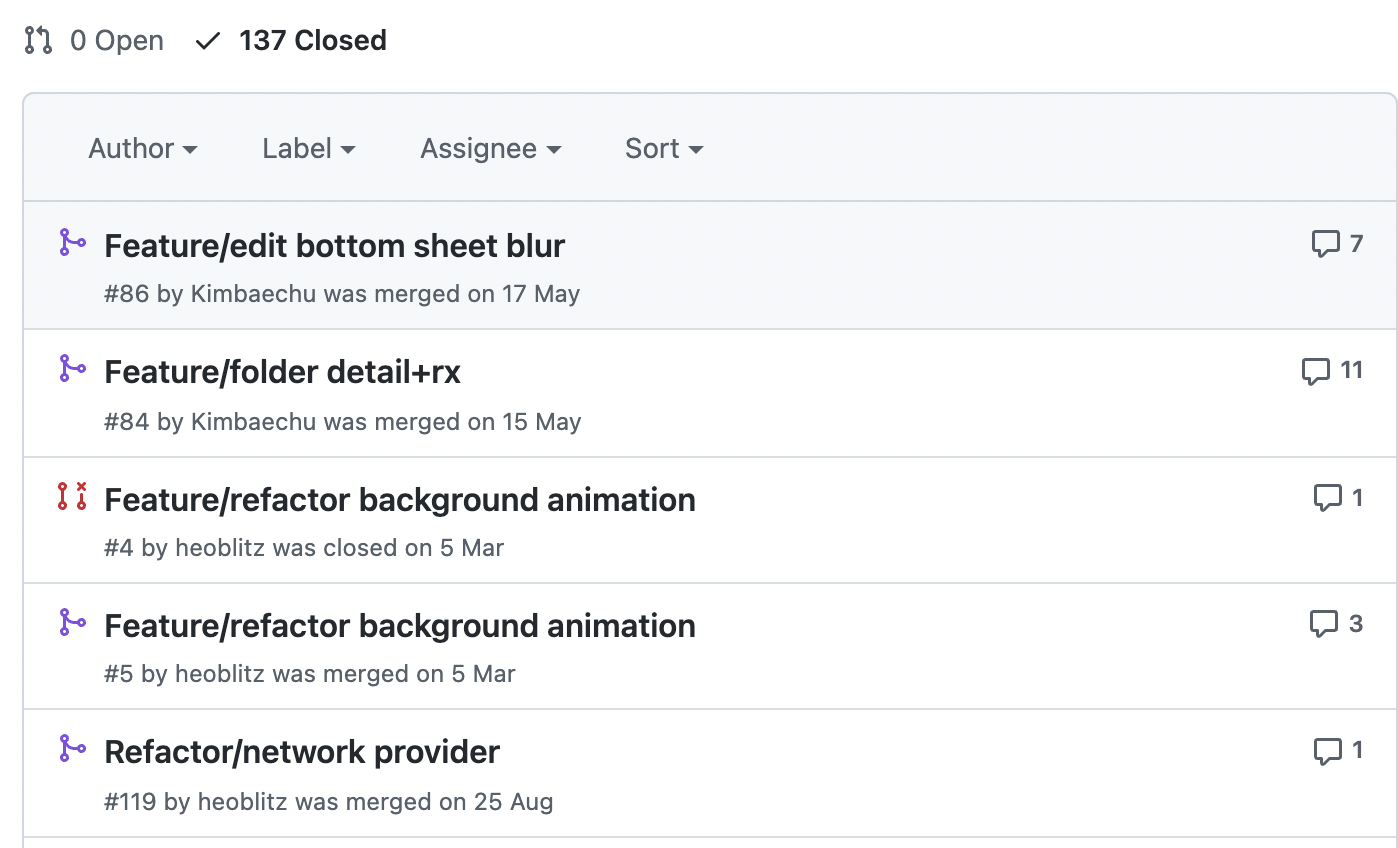 0 Open 137 Closed
Author Label Assignee Sort
Feature/edit bottom sheet blur 7
#86 by Kimbaechu was merged on 17 May
Feature/folder detail+rx 11
#84 by Kimbaechu was merged on 15 May
Feature/refactor background animation 1
#4 by heoblitz was closed on 5 Mar
Feature/refactor background animation 3
#5 by heoblitz was merged on 5 Mar
Refactor/network provider 1
#119 by heoblitz was merged on 25 Aug